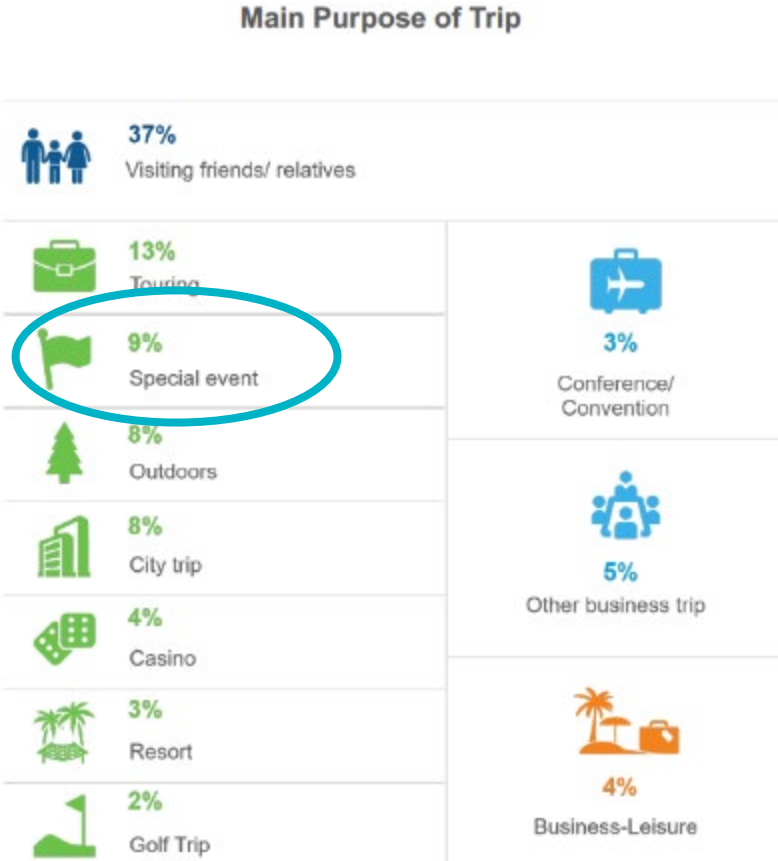 Main Purpose of Trip
37%
Visiting friends/ relatives
13%
Touring
9%
Special event
8%
Outdoors
8%
City trip
4%
Casino
3%
Resort
2%
Golf Trip
3%
Conference/
Convention
5%
Other business trip
4%
Business-Leisure